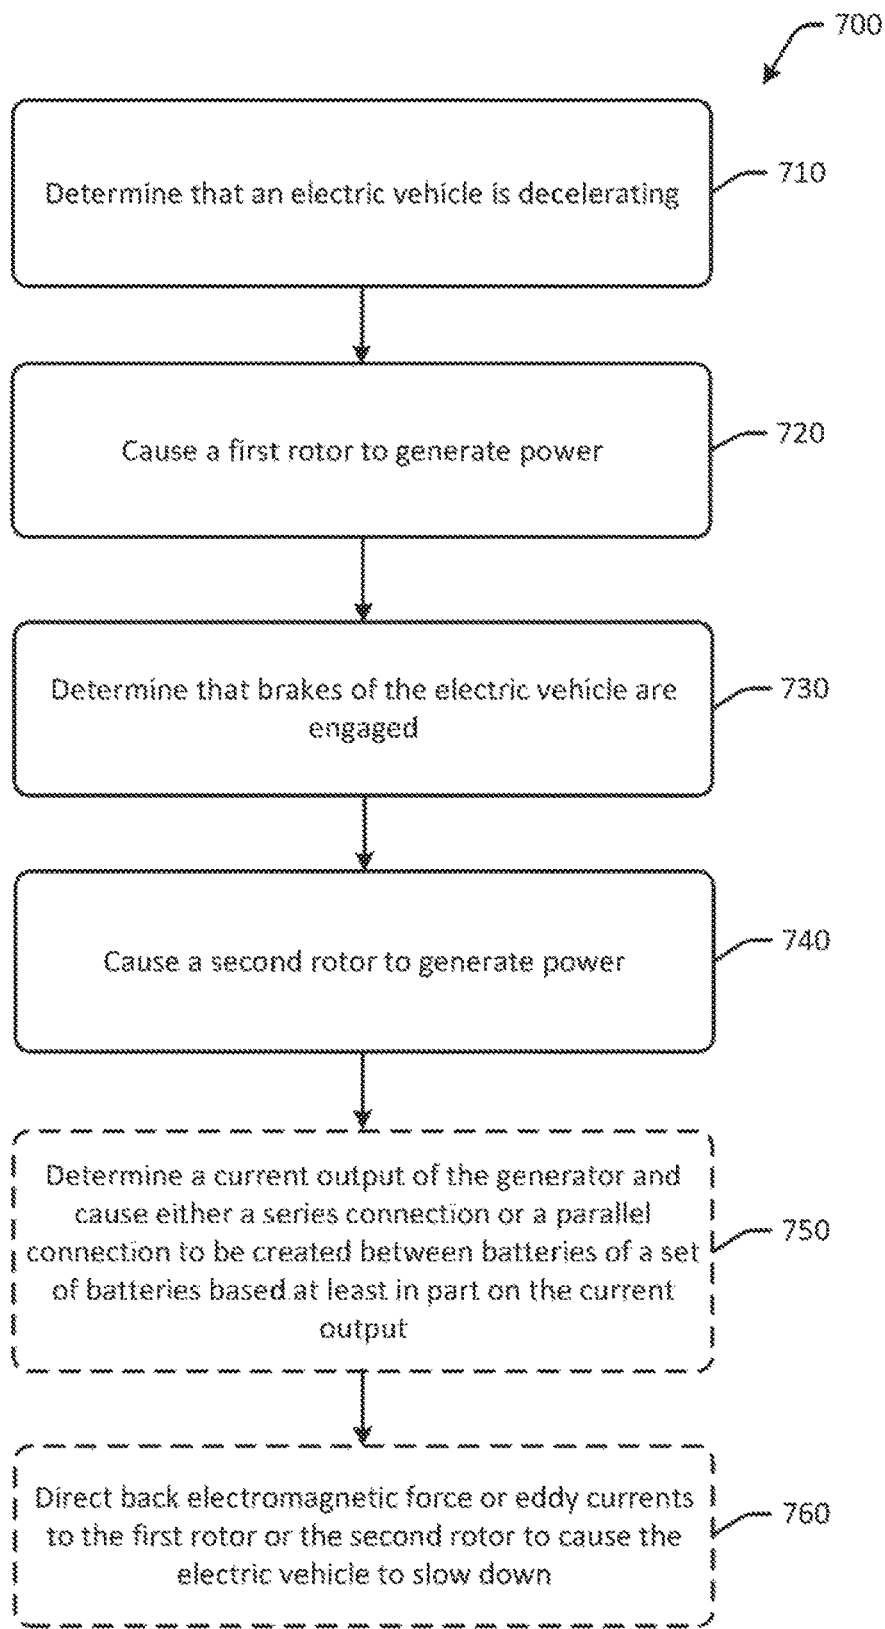 700
Determine that an electric vehicle is decelerating
710
Cause a first rotor to generate power
720
Determine that brakes of the electric vehicle are
engaged
730
Cause a second rotor to generate power
740
Determine a current output of the generator and
cause either a series connection or a parallel
connection to be created between batteries of a set
of batteries based at least in part on the current
output
750
Direct back electromagnetic force or eddy currents
to the first rotor or the second rotor to cause the
electric vehicle to slow down
760